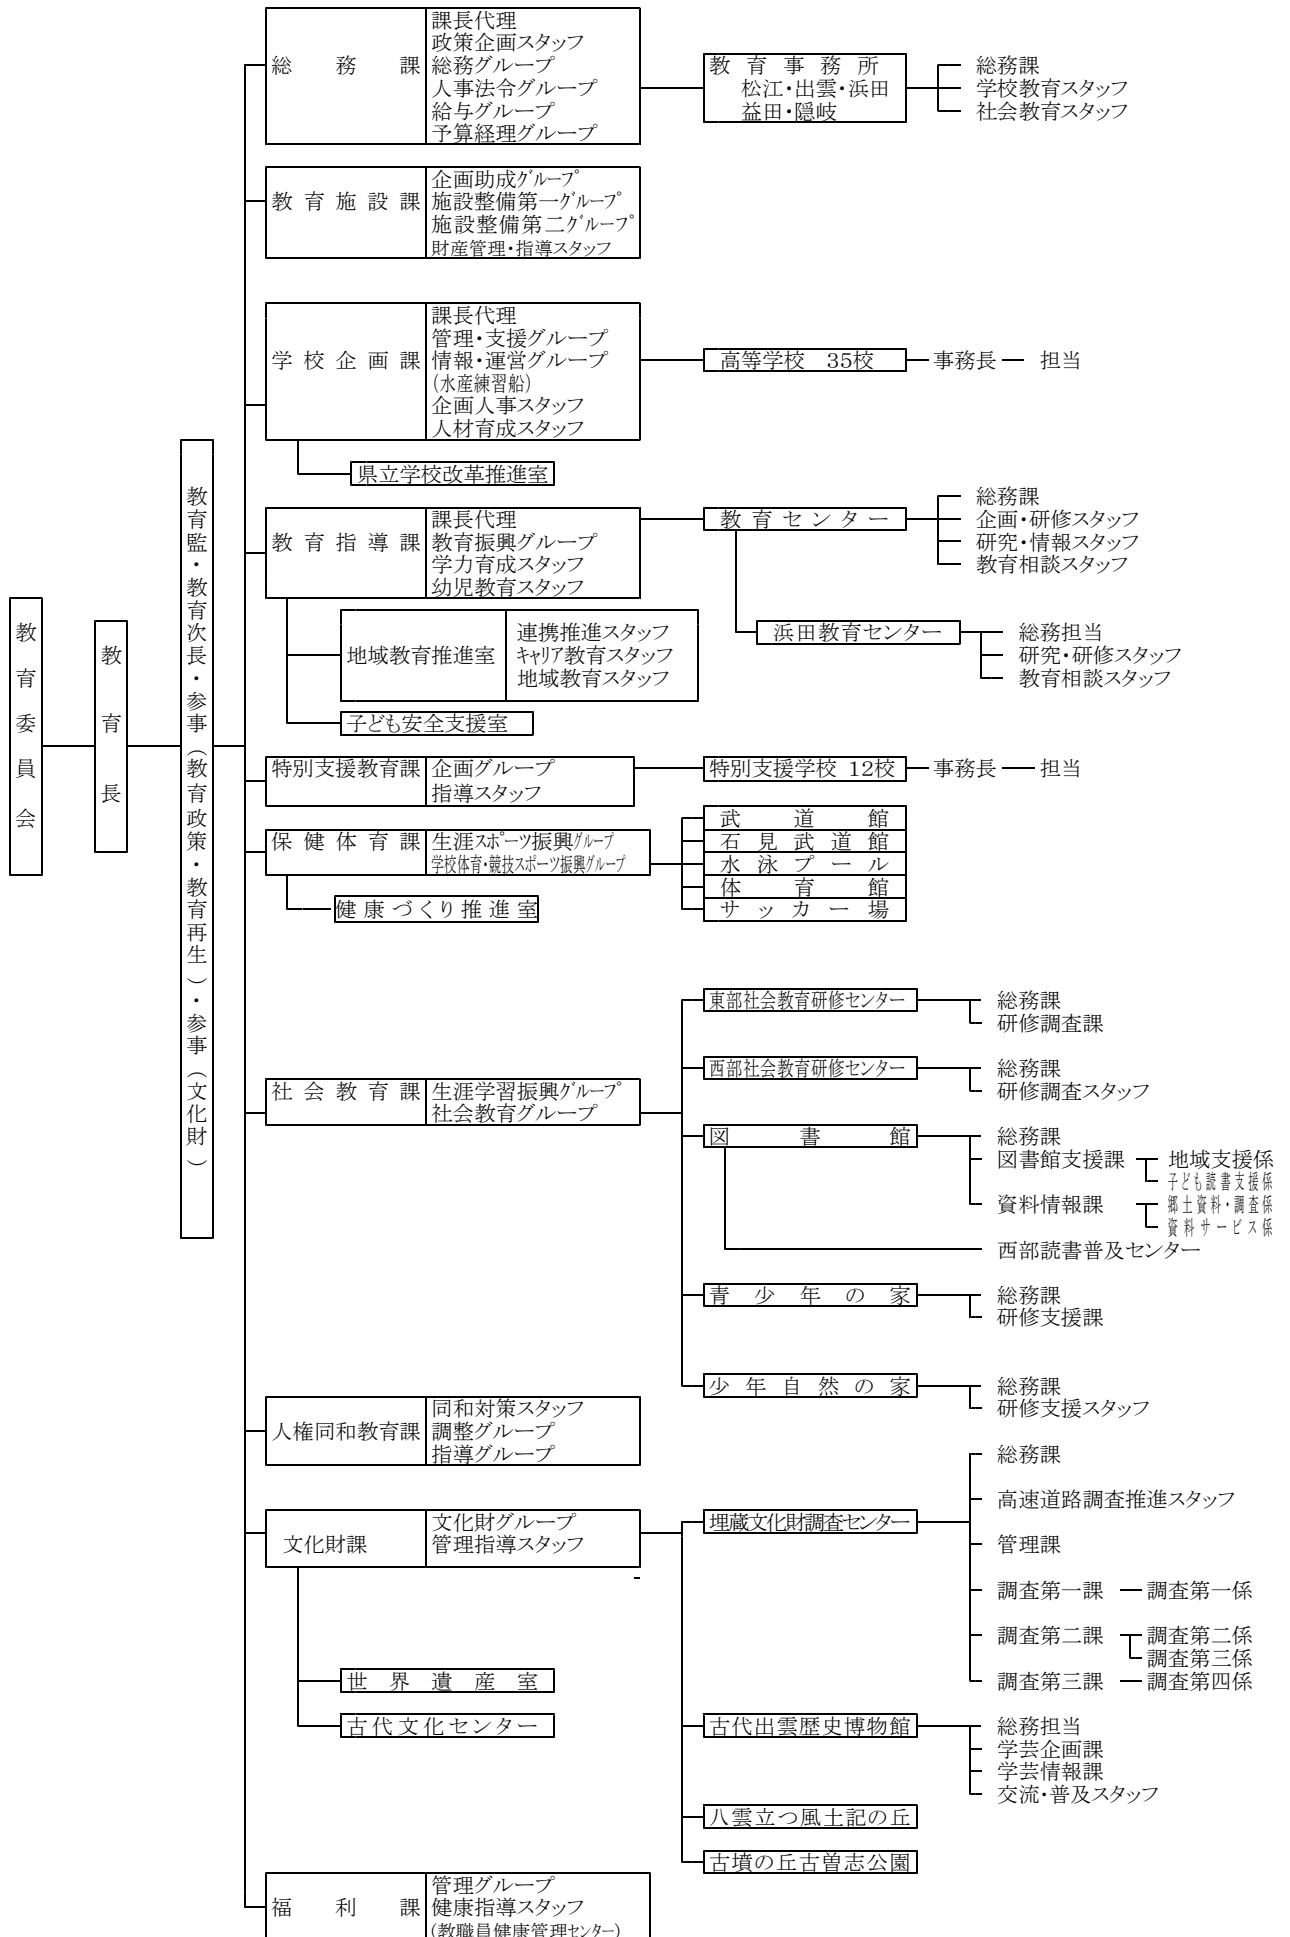 教育委員会
教育長
教育監・教育次長・参事（教育政策・教育再生）・参事（文化財）
総務課
課長代理
政策企画スタッフ
総務グループ
人事法令グループ
給与グループ
予算経理グループ
教育事務所
松江・出雲・浜田
益田・隠岐
総務課
学校教育スタッフ
社会教育スタッフ
教育施設課
企画助成グループ
施設整備第一グループ
施設整備第二グループ
財産管理・指導スタッフ
学校企画課
課長代理
管理・支援グループ
情報・運営グループ
(水産練習船)
企画人事スタッフ
人材育成スタッフ
高等学校　35校
事務長
担当
県立学校改革推進室
教育指導課
課長代理
教育振興グループ
学力育成スタッフ
幼児教育スタッフ
教育センター
総務課
企画・研修スタッフ
研究・情報スタッフ
教育相談スタッフ
浜田教育センター
総務担当
研究・研修スタッフ
教育相談スタッフ
地域教育推進室
連携推進スタッフ
キャリア教育スタッフ
地域教育スタッフ
子ども安全支援室
特別支援教育課
企画グループ
指導スタッフ
特別支援学校 12校
事務長
担当
保健体育課
生涯スポーツ振興グループ
学校体育・競技スポーツ振興グループ
武道館
石見武道館
水泳プール
体育館
サッカー場
健康づくり推進室
社会教育課
生涯学習振興グループ
社会教育グループ
東部社会教育研修センター
総務課
研修調査課
西部社会教育研修センター
総務課
研修調査スタッフ
図書館
総務課
図書館支援課
地域支援係
子ども読書支援係
資料情報課
郷土資料・調査係
資料サービス係
西部読書普及センター
青少年の家
総務課
研修支援課
少年自然の家
総務課
研修支援スタッフ
人権同和教育課
同和対策スタッフ
調整グループ
指導グループ
文化財課
文化財グループ
管理指導スタッフ
埋蔵文化財調査センター
総務課
高速道路調査推進スタッフ
管理課
調査第一課
調査第一係
調査第二課
調査第二係
調査第三係
調査第三課
調査第四係
世界遺産室
古代文化センター
古代出雲歴史博物館
総務担当
学芸企画課
学芸情報課
交流・普及スタッフ
八雲立つ風土記の丘
古墳の丘古曽志公園
福利課
管理グループ
健康指導スタッフ
(教職員健康管理センター)